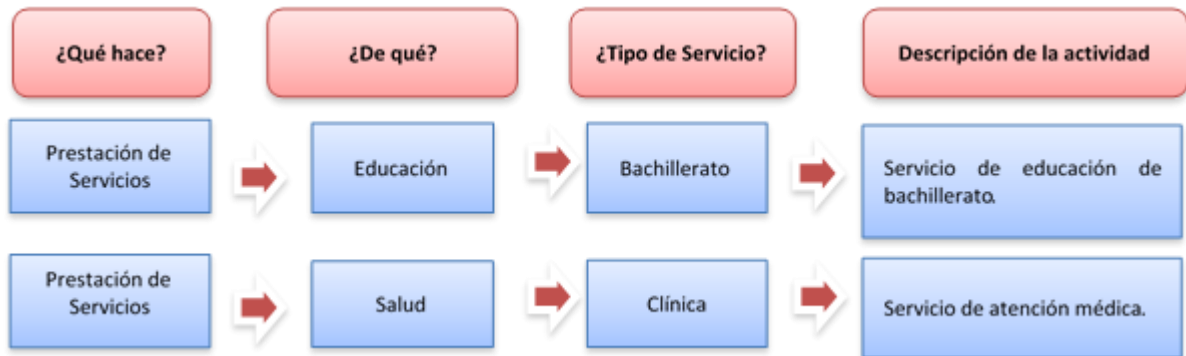 ¿Qué hace?
¿De qué?
¿Tipo de Servicio?
Descripción de la actividad
Prestación de
Servicios
Educación
Bachillerato
Servicio de educación de
bachillerato.
Prestación de
Servicios
Salud
Clínica
Servicio de atención médica.